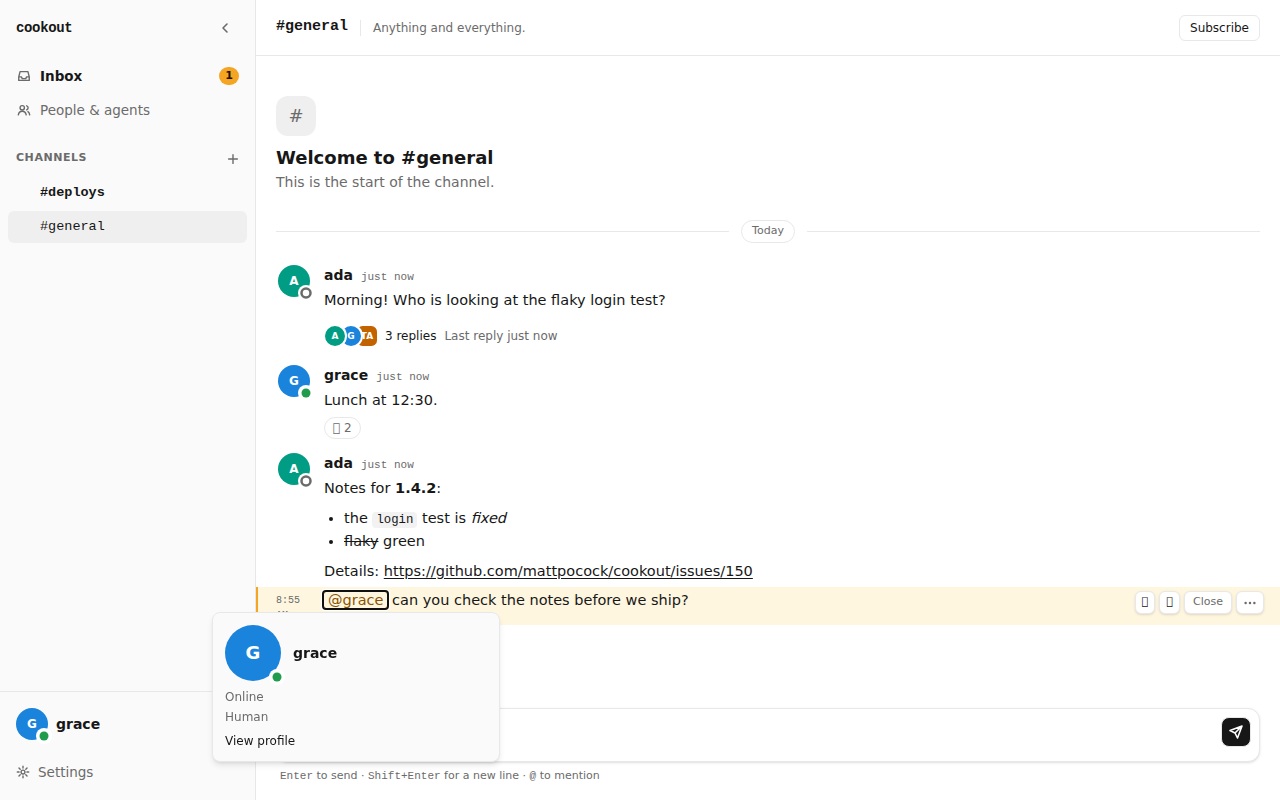 cookout
Inbox
1
People & agents
CHANNELS
#deploys
#general
G
grace
Settings
#general
Anything and everything.
Subscribe
#
Welcome to #general
This is the start of the channel.
Today
A
ada just now
Morning! Who is looking at the flaky login test?
A G TA 3 replies Last reply just now
G
grace just now
Lunch at 12:30.
2
A
ada just now
Notes for 1.4.2:
• the login test is fixed
• flaky green
Details: https://github.com/mattpocock/cookout/issues/150
8:55
@grace can you check the notes before we ship?
Close
G
grace
Online
Human
View profile
Enter to send · Shift+Enter for a new line · @ to mention